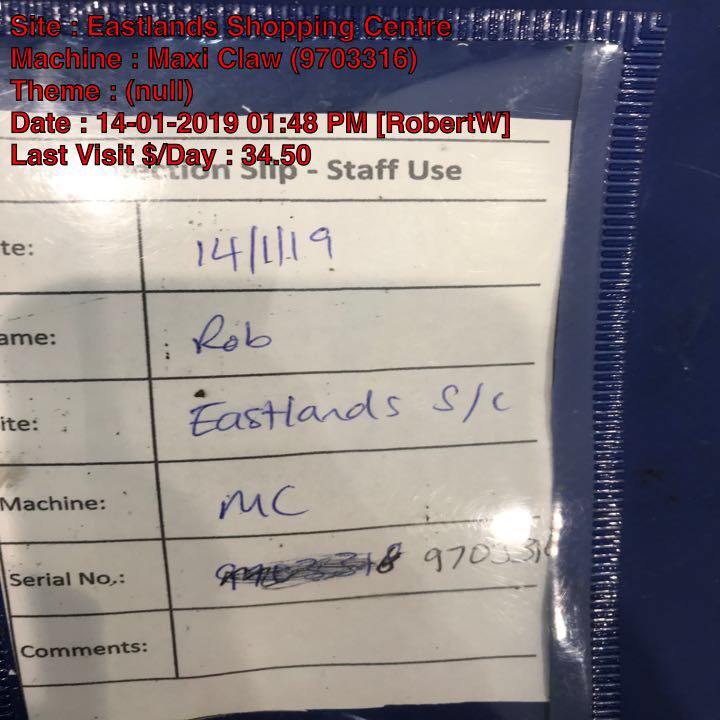 Site : Eastlands Shopping Centre
Machine : Maxi Claw (9703316)
Theme : (null)
Date : 14-01-2019 01:48 PM [RobertW]
Last Visit $/Day : 34.50
ction Slip - Staff Use
te: 14/1/19
ame: Rob
ite: Eastlands S/C
Machine: MC
Serial No.: 9703316
Comments: